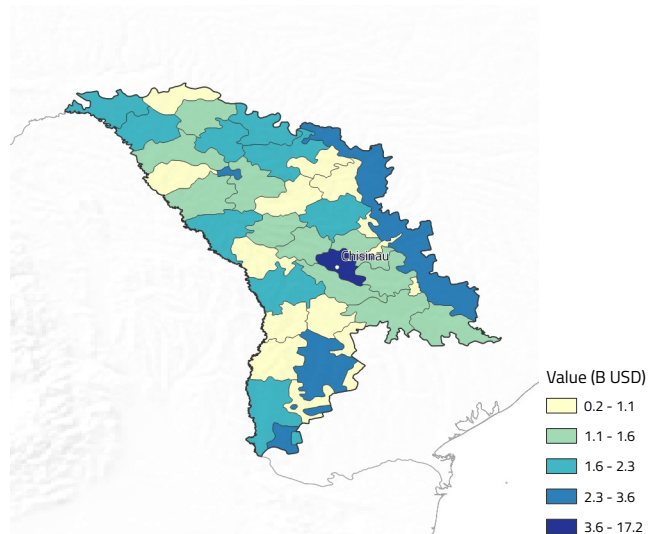 Chisinau
Value (B USD)
0.2 - 1.1
1.1 - 1.6
1.6 - 2.3
2.3 - 3.6
3.6 - 17.2